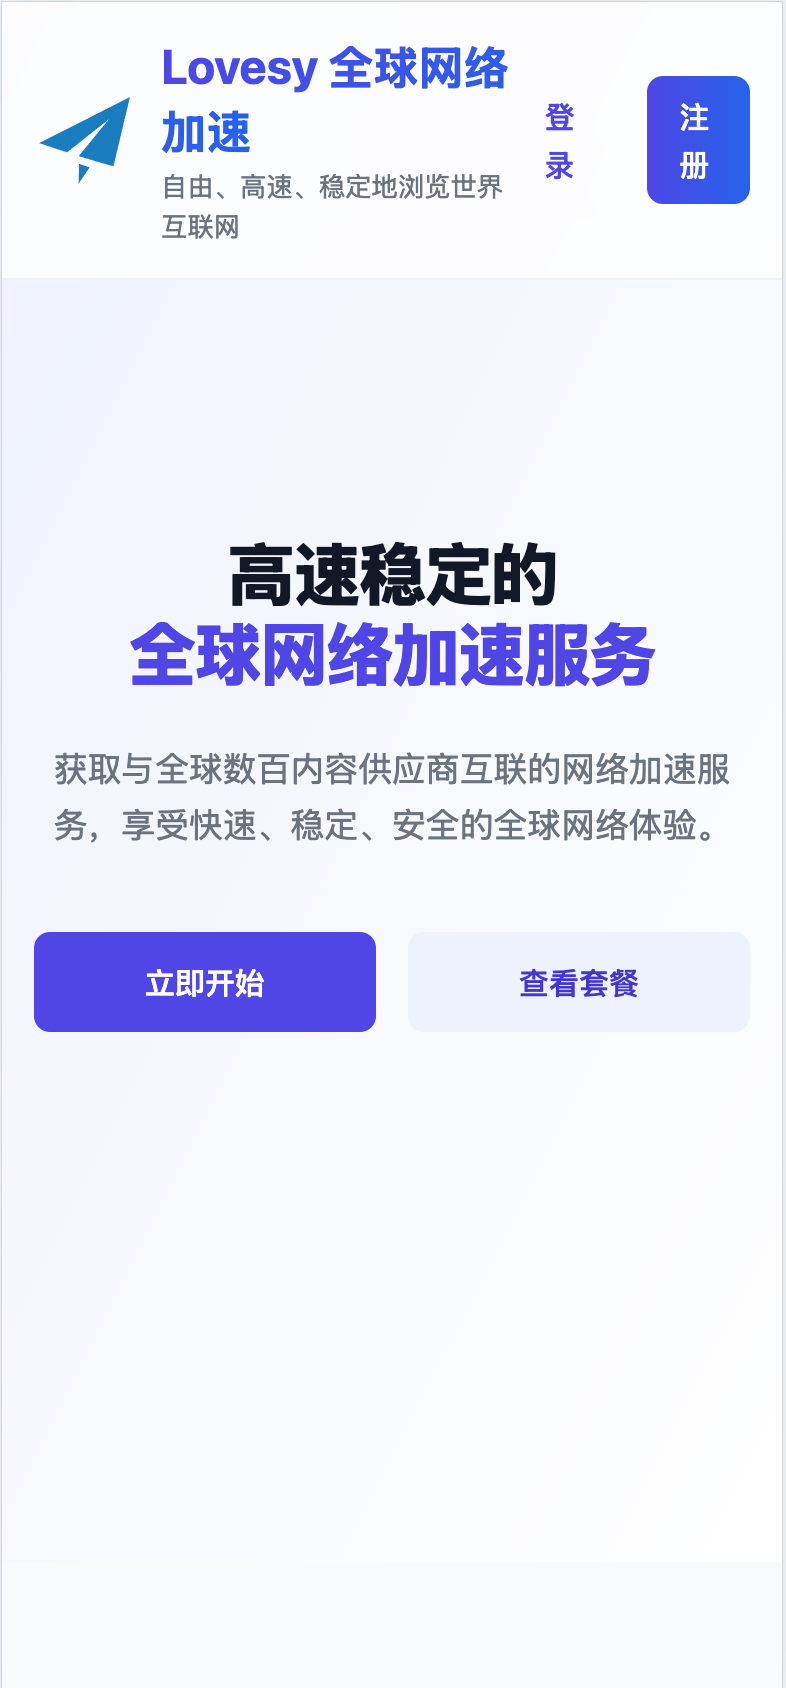 Lovesy 全球网络
加速
自由、高速、稳定地浏览世界
互联网
登
录
注
册
高速稳定的
全球网络加速服务
获取与全球数百内容供应商互联的网络加速服
务，享受快速、稳定、安全的全球网络体验。
立即开始
查看套餐